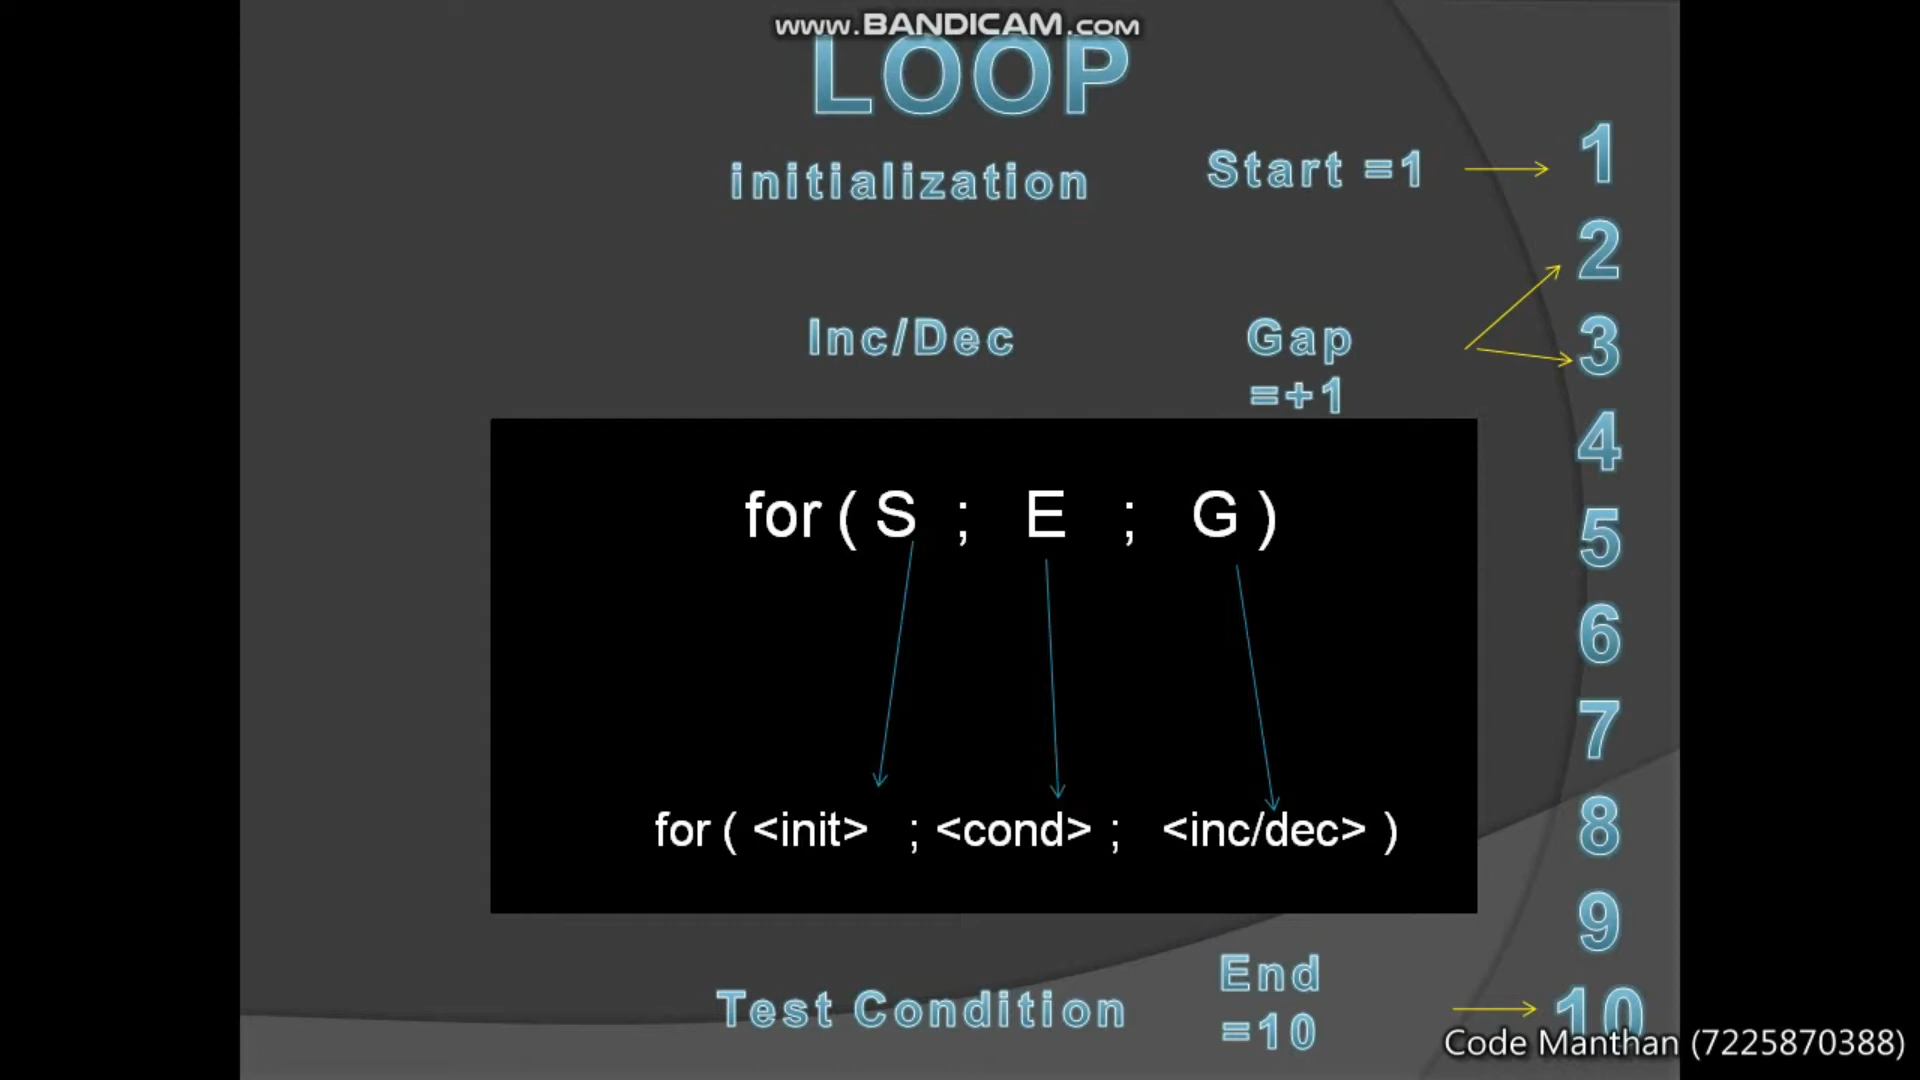 www.BANDICAM.com
LOOP
initialization
Start =1
1
2
Inc/Dec
Gap
=+1
3
4
for ( S ; E ; G )
5
6
7
for ( <init> ; <cond> ; <inc/dec> )
8
9
Test Condition
End
=10
10
Code Manthan (7225870388)